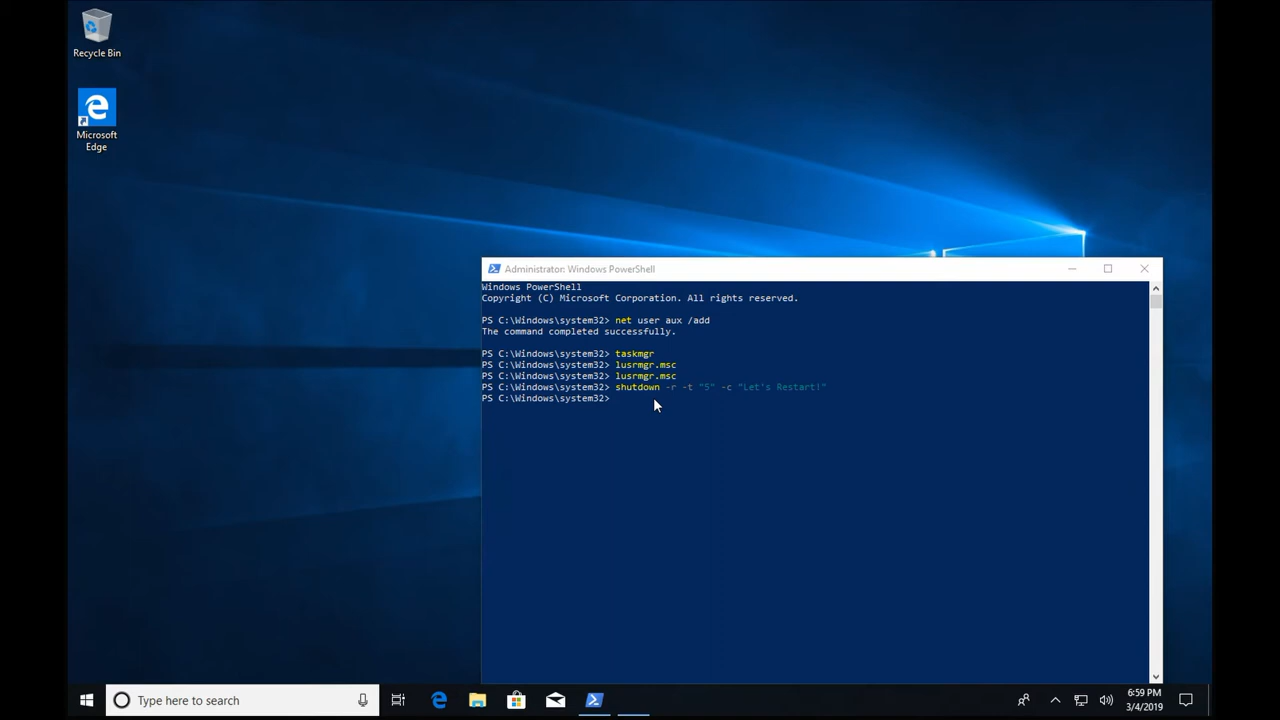 Recycle Bin
Microsoft
Edge
Administrator: Windows PowerShell
Windows PowerShell
Copyright (C) Microsoft Corporation. All rights reserved.
PS C:\Windows\system32> net user aux /add
The command completed successfully.
PS C:\Windows\system32> taskmgr
PS C:\Windows\system32> lusrmgr.msc
PS C:\Windows\system32> lusrmgr.msc
PS C:\Windows\system32> shutdown -r -t "5" -c "Let's Restart!"
PS C:\Windows\system32>
Type here to search
6:59 PM
3/4/2019